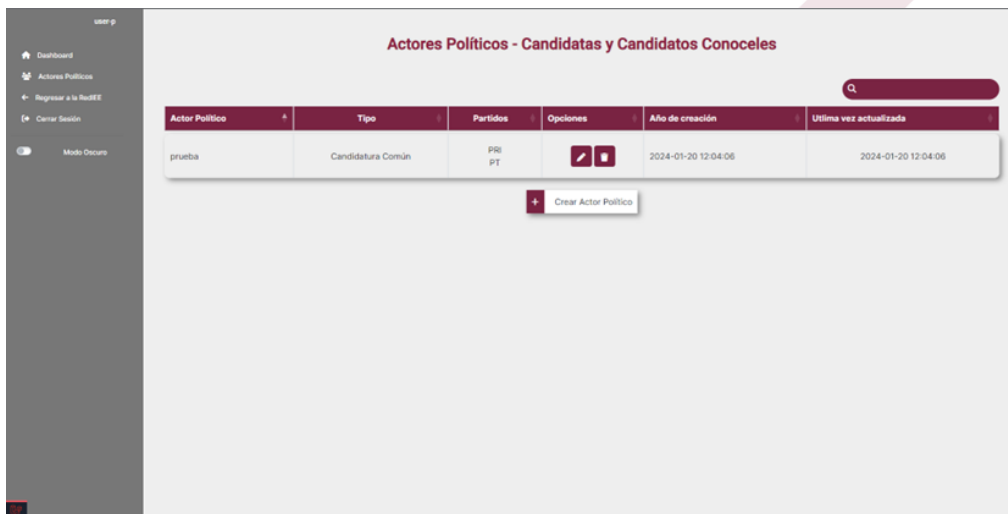 user-p
Dashboard
Actores Políticos
Regresar a la RedIEE
Cerrar Sesión
Modo Oscuro
Actores Políticos - Candidatas y Candidatos Conoceles
Actor Político Tipo Partidos Opciones Año de creación Utlima vez actualizada
prueba Candidatura Común PRI PT 2024-01-20 12:04:06 2024-01-20 12:04:06
+ Crear Actor Político